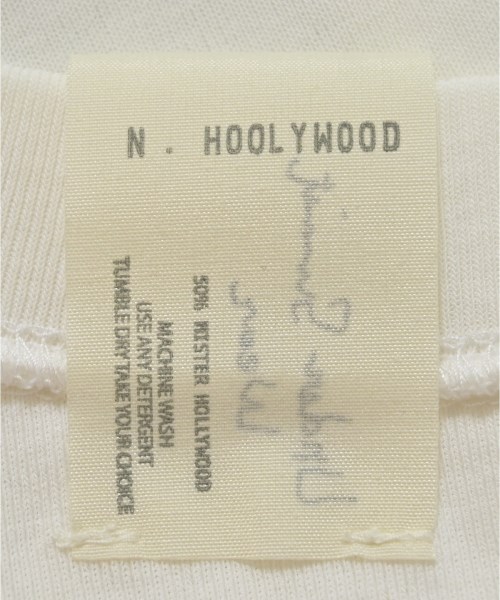 N. HOOLYWOOD
50% MISTER HOLLYWOOD
MACHINE WASH
USE ANY DETERGENT
TUMBLE DRY TAKE YOUR CHOICE